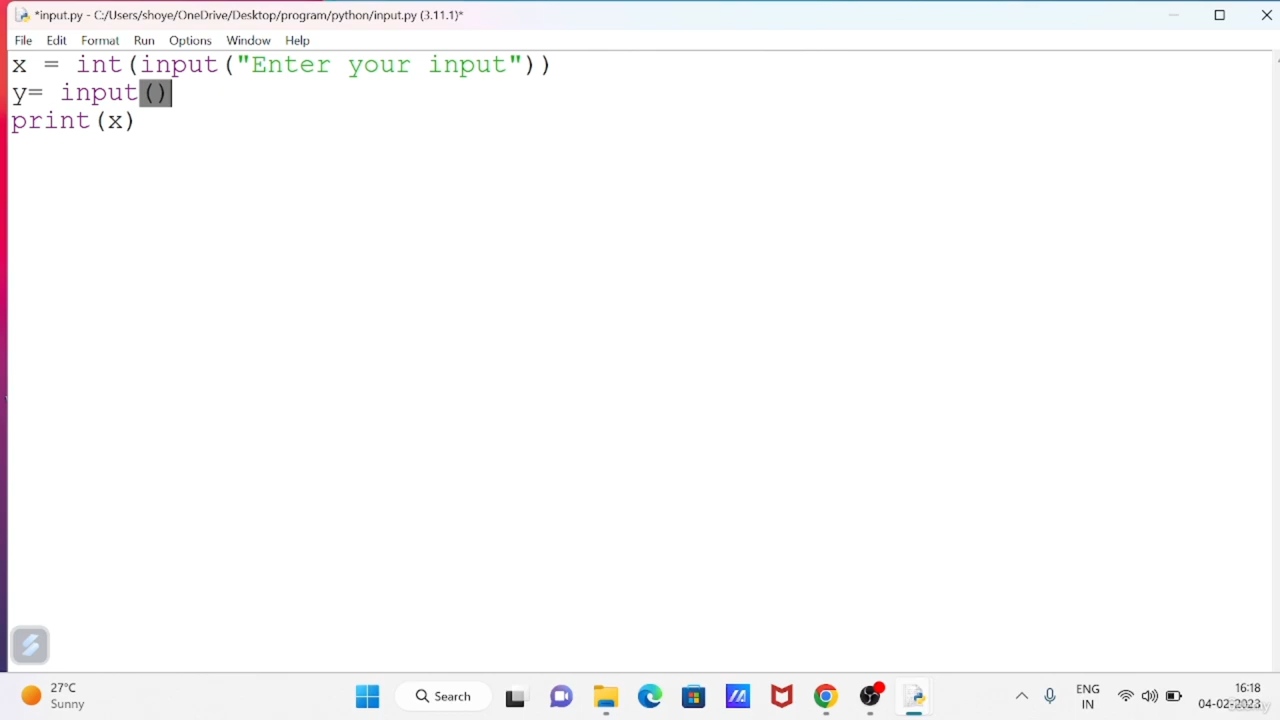 *input.py - C:/Users/shoye/OneDrive/Desktop/program/python/input.py (3.11.1)*
File Edit Format Run Options Window Help
x = int(input("Enter your input"))
y= input()
print(x)
27°C
Sunny
Search
ENG
IN
16:18
04-02-2023